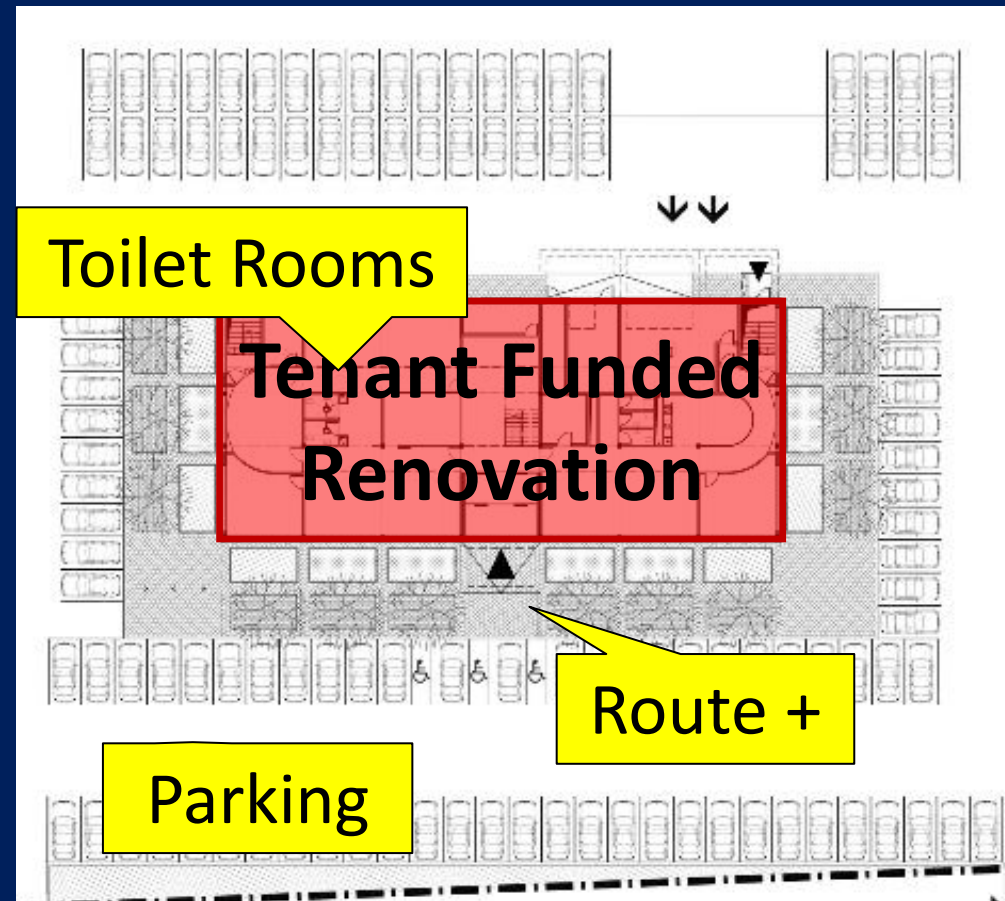 Toilet Rooms
Tenant Funded
Renovation
Route +
Parking